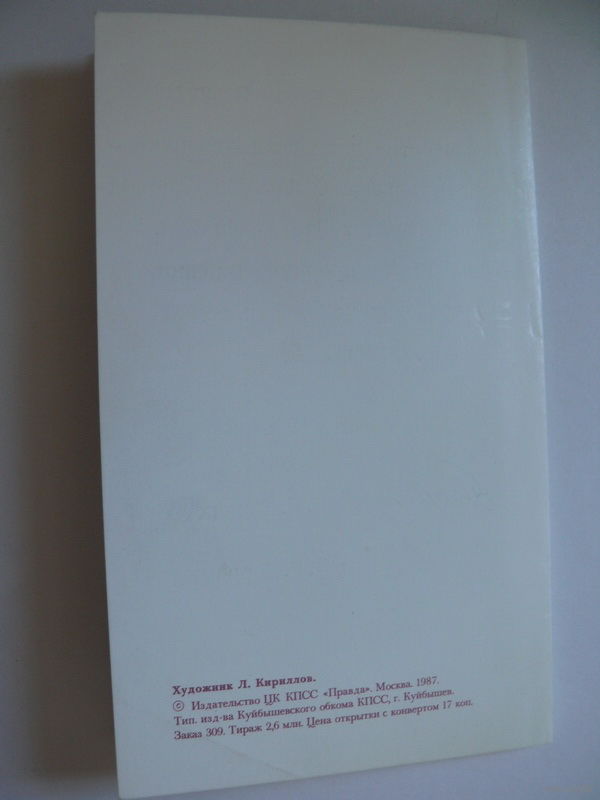 Художник Л. Кириллов.
© Издательство ЦК КПСС «Правда». Москва. 1987.
Тип. изд-ва Куйбышевского обкома КПСС, г. Куйбышев.
Заказ 309. Тираж 2,6 млн. Цена открытки с конвертом 17 коп.